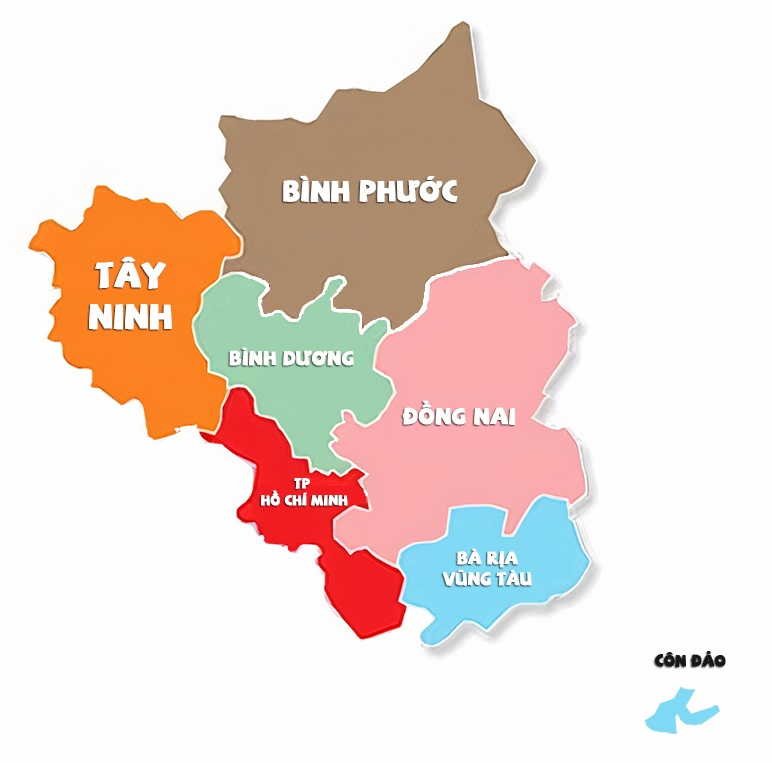 BÌNH PHƯỚC
TÂY
NINH
BÌNH DƯƠNG
ĐỒNG NAI
TP
HỒ CHÍ MINH
BÀ RỊA
VŨNG TÀU
CÔN ĐẢO